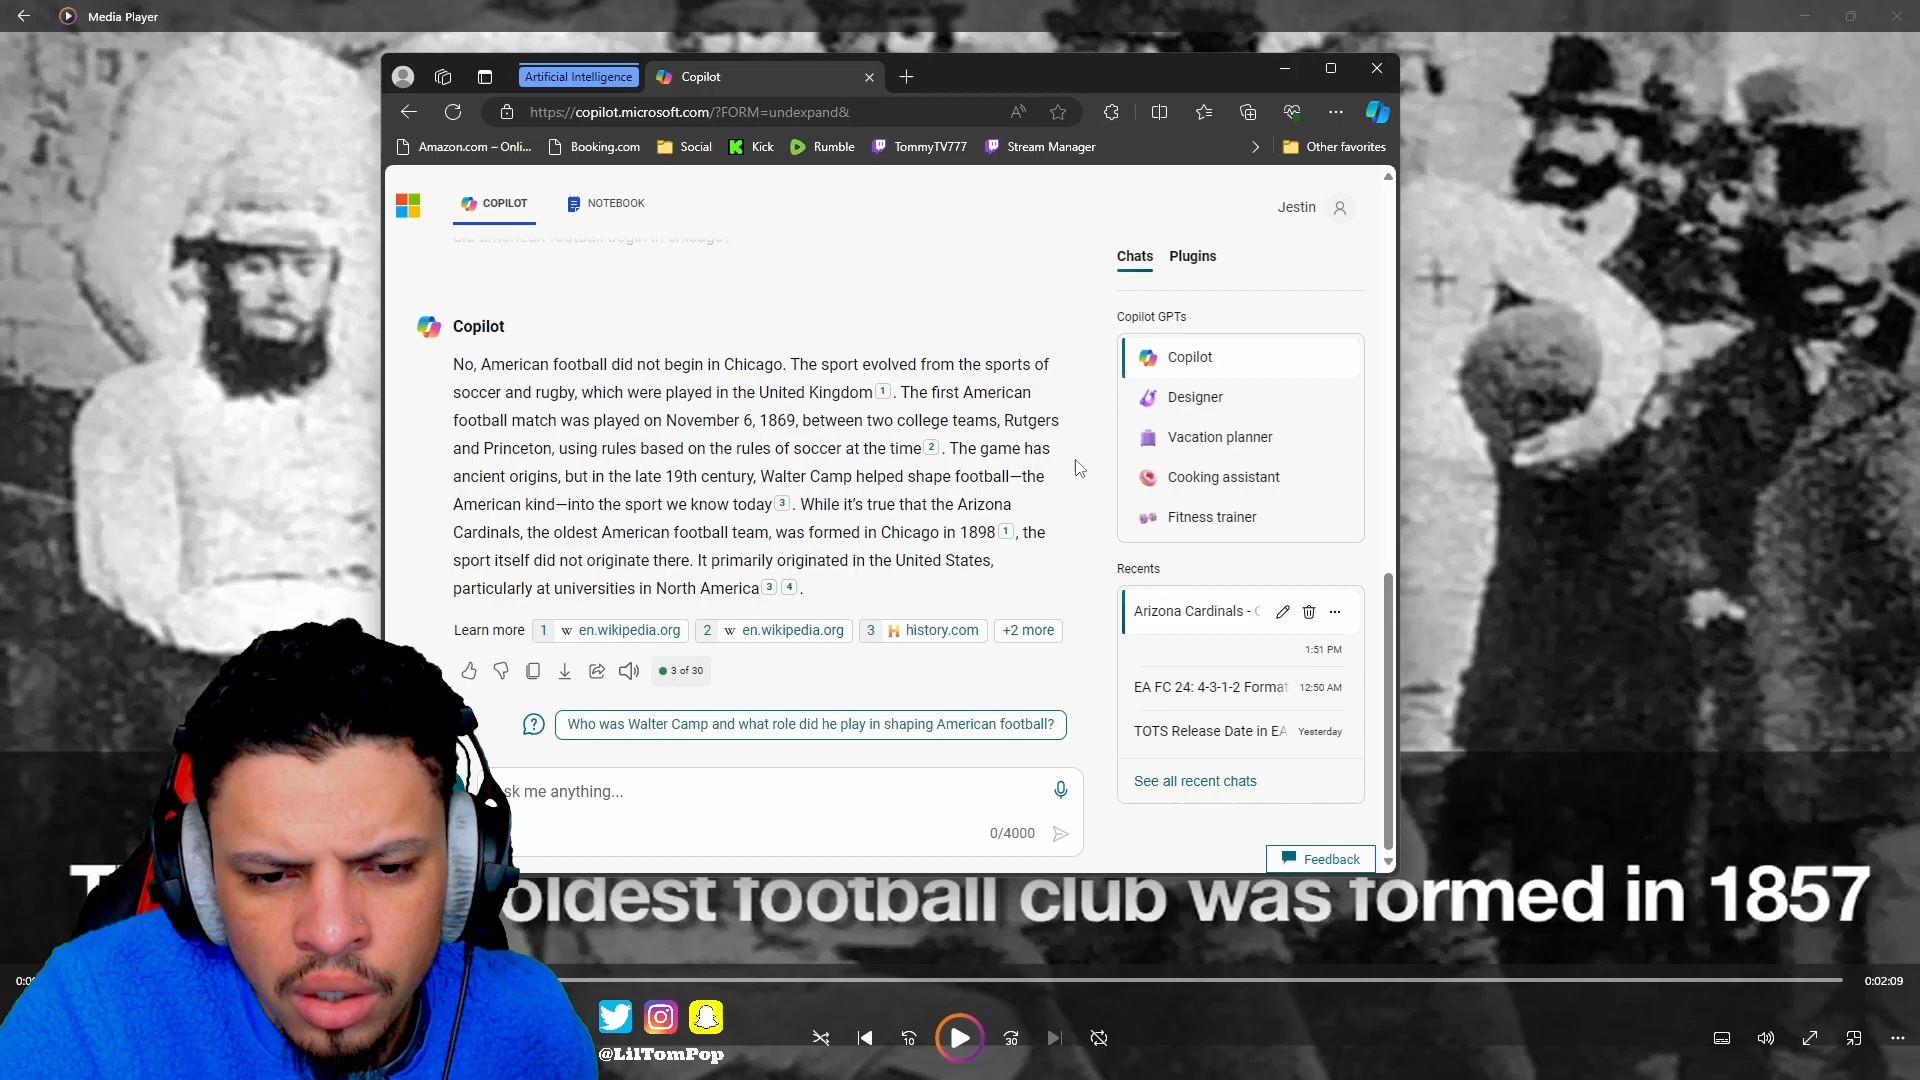 Media Player
Artificial Intelligence
Copilot
https://copilot.microsoft.com/?FORM=undexpand&
Amazon.com – Onli...
Booking.com
Social
Kick
Rumble
TommyTV777
Stream Manager
Other favorites
COPILOT
NOTEBOOK
Jestin
did american football begin in chicago?
Chats
Plugins
Copilot
No, American football did not begin in Chicago. The sport evolved from the sports of
soccer and rugby, which were played in the United Kingdom 1 . The first American
football match was played on November 6, 1869, between two college teams, Rutgers
and Princeton, using rules based on the rules of soccer at the time 2 . The game has
ancient origins, but in the late 19th century, Walter Camp helped shape football—the
American kind—into the sport we know today 3 . While it's true that the Arizona
Cardinals, the oldest American football team, was formed in Chicago in 1898 1 , the
sport itself did not originate there. It primarily originated in the United States,
particularly at universities in North America 3 4 .
Learn more
1 W en.wikipedia.org
2 W en.wikipedia.org
3 H history.com
+2 more
3 of 30
Who was Walter Camp and what role did he play in shaping American football?
sk me anything...
0/4000
Copilot GPTs
Copilot
Designer
Vacation planner
Cooking assistant
Fitness trainer
Recents
Arizona Cardinals -
1:51 PM
EA FC 24: 4-3-1-2 Format
12:50 AM
TOTS Release Date in EA
Yesterday
See all recent chats
Feedback
oldest football club was formed in 1857
0:02:09
10
30
@LilTomPop